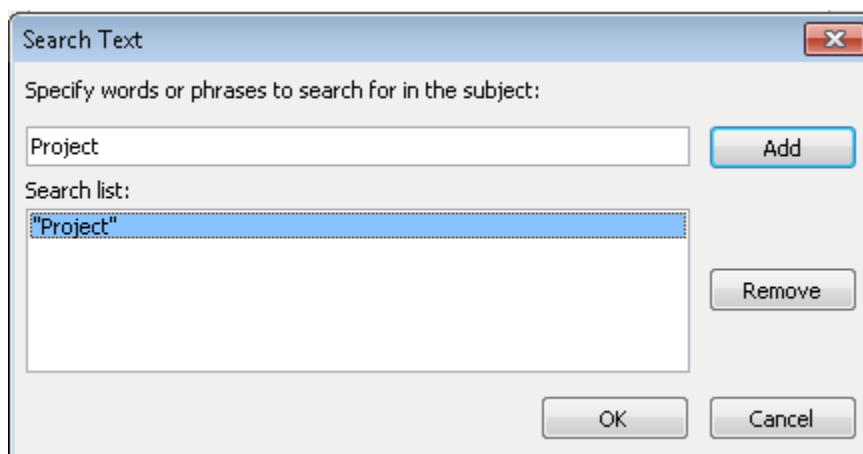 Search Text
Specify words or phrases to search for in the subject:
Project
Add
Search list:
"Project"
Remove
OK
Cancel